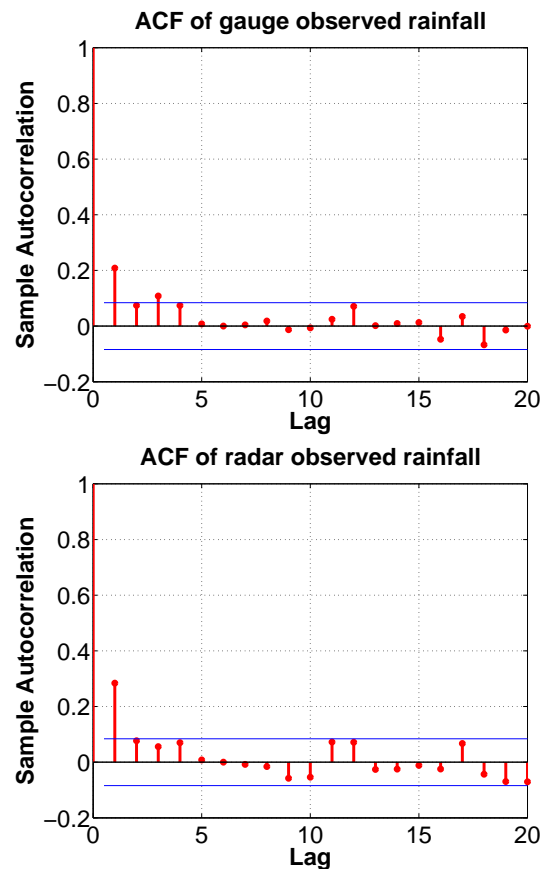 ACF of gauge observed rainfall
1
0.8
0.6
0.4
0.2
0
−0.2
Sample Autocorrelation
0 5 10 15 20
Lag
ACF of radar observed rainfall
1
0.8
0.6
0.4
0.2
0
−0.2
Sample Autocorrelation
0 5 10 15 20
Lag